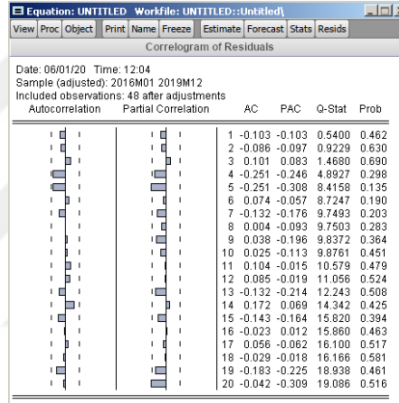 Equation: UNTITLED Workfile: UNTITLED::Untitled\
View Proc Object Print Name Freeze Estimate Forecast Stats Resids
Correlogram of Residuals
Date: 06/01/20 Time: 12:04
Sample (adjusted): 2016M01 2019M12
Included observations: 48 after adjustments
Autocorrelation Partial Correlation AC PAC Q-Stat Prob
1 -0.103 -0.103 0.5400 0.462
2 -0.086 -0.097 0.9229 0.630
3 0.101 0.083 1.4680 0.690
4 -0.251 -0.246 4.8927 0.298
5 -0.251 -0.308 8.4158 0.135
6 0.074 -0.057 8.7247 0.190
7 -0.132 -0.176 9.7493 0.203
8 0.004 -0.093 9.7503 0.283
9 0.038 -0.196 9.8372 0.364
10 0.025 -0.113 9.8761 0.451
11 0.104 -0.015 10.579 0.479
12 0.085 -0.019 11.056 0.524
13 -0.132 -0.214 12.243 0.508
14 0.172 0.069 14.342 0.425
15 -0.143 -0.164 15.820 0.394
16 -0.023 0.012 15.860 0.463
17 0.056 -0.062 16.100 0.517
18 -0.029 -0.018 16.166 0.581
19 -0.183 -0.225 18.938 0.461
20 -0.042 -0.309 19.086 0.516